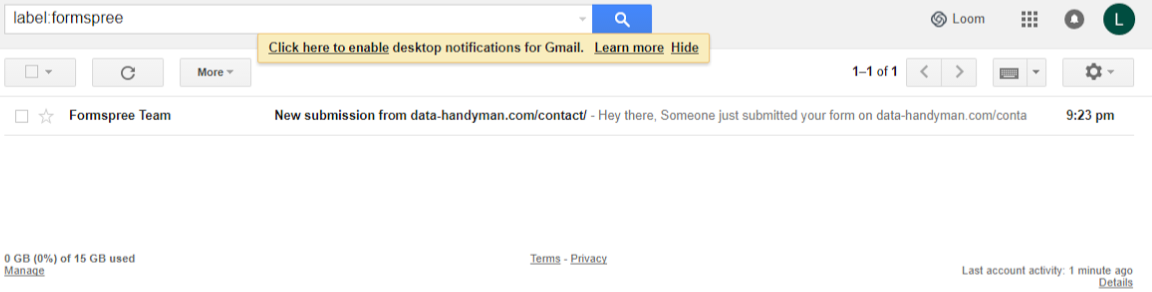 label:formspree
Loom
L
Click here to enable desktop notifications for Gmail. Learn more Hide
More
1–1 of 1
Formspree Team New submission from data-handyman.com/contact/ - Hey there, Someone just submitted your form on data-handyman.com/conta 9:23 pm
0 GB (0%) of 15 GB used
Manage
Terms - Privacy
Last account activity: 1 minute ago
Details